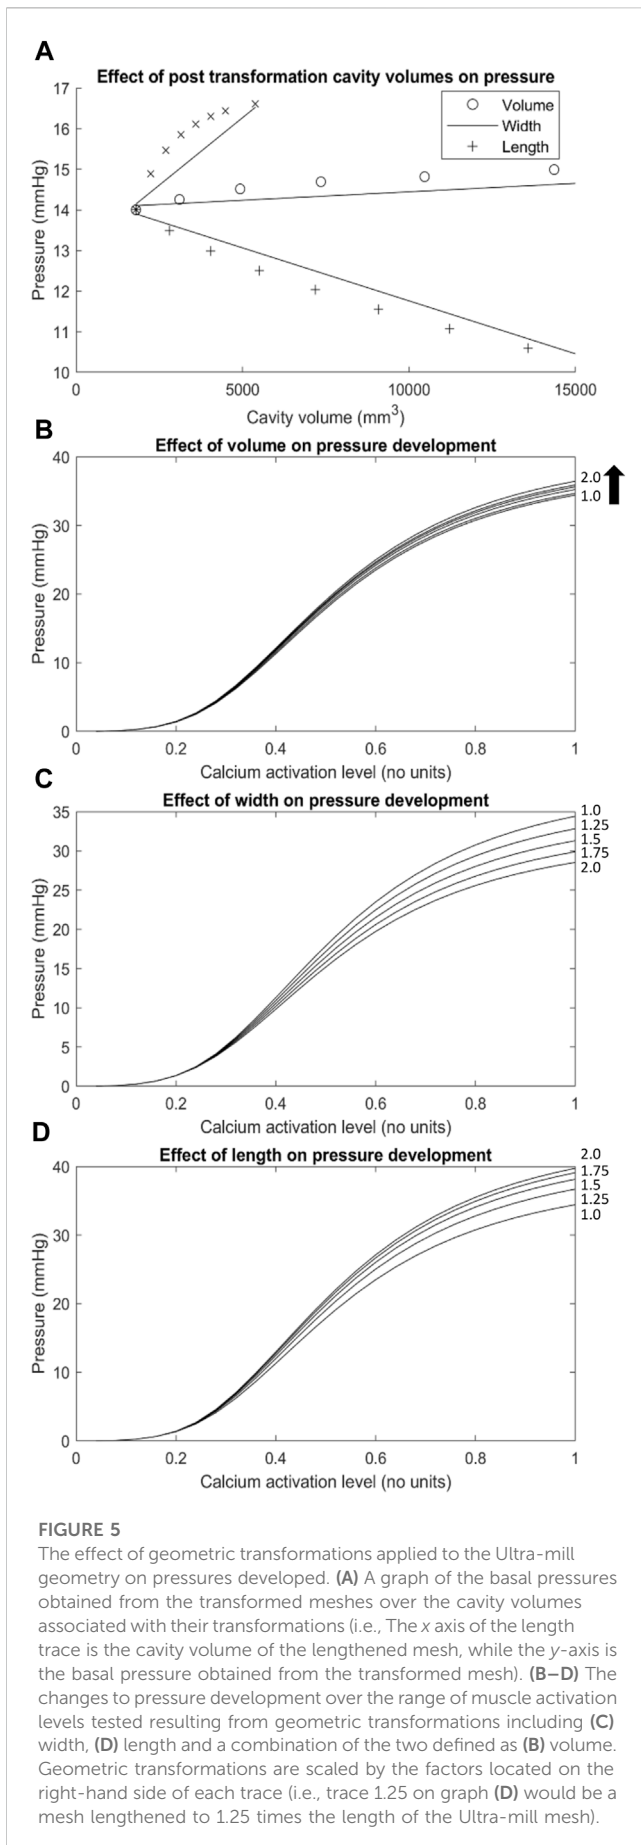 A
Effect of post transformation cavity volumes on pressure
17
16
15
14
13
12
11
10
Pressure (mmHg)
Volume
Width
Length
0 5000 10000 15000
Cavity volume (mm³)
B
Effect of volume on pressure development
40
30
20
10
0
Pressure (mmHg)
2.0
1.0
0 0.2 0.4 0.6 0.8 1
Calcium activation level (no units)
C
Effect of width on pressure development
35
30
25
20
15
10
5
0
Pressure (mmHg)
1.0
1.25
1.5
1.75
2.0
0 0.2 0.4 0.6 0.8 1
Calcium activation level (no units)
D
Effect of length on pressure development
40
30
20
10
0
Pressure (mmHg)
2.0
1.75
1.5
1.25
1.0
0 0.2 0.4 0.6 0.8 1
Calcium activation level (no units)
FIGURE 5
The effect of geometric transformations applied to the Ultra-mill
geometry on pressures developed. (A) A graph of the basal pressures
obtained from the transformed meshes over the cavity volumes
associated with their transformations (i.e., The x axis of the length
trace is the cavity volume of the lengthened mesh, while the y-axis is
the basal pressure obtained from the transformed mesh). (B–D) The
changes to pressure development over the range of muscle activation
levels tested resulting from geometric transformations including (C)
width, (D) length and a combination of the two defined as (B) volume.
Geometric transformations are scaled by the factors located on the
right-hand side of each trace (i.e., trace 1.25 on graph (D) would be a
mesh lengthened to 1.25 times the length of the Ultra-mill mesh).